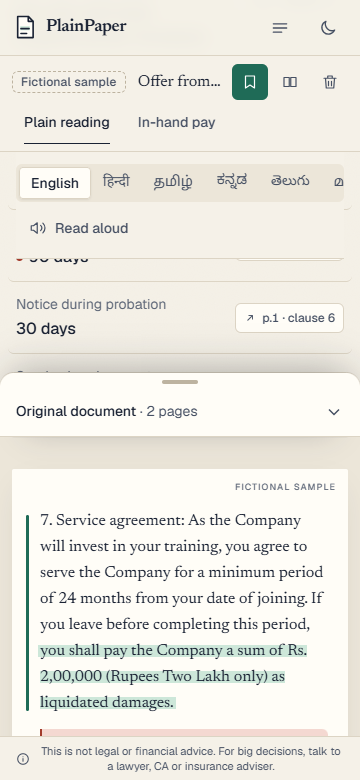 PlainPaper
Fictional sample
Offer from...
Plain reading
In-hand pay
English
हिन्दी
தமிழ்
ಕನ್ನಡ
తెలుగు
Read aloud
Notice during probation
30 days
p.1 · clause 6
Original document · 2 pages
FICTIONAL SAMPLE
7. Service agreement: As the Company
will invest in your training, you agree to
serve the Company for a minimum period
of 24 months from your date of joining. If
you leave before completing this period,
you shall pay the Company a sum of Rs.
2,00,000 (Rupees Two Lakh only) as
liquidated damages.
This is not legal or financial advice. For big decisions, talk to
a lawyer, CA or insurance adviser.